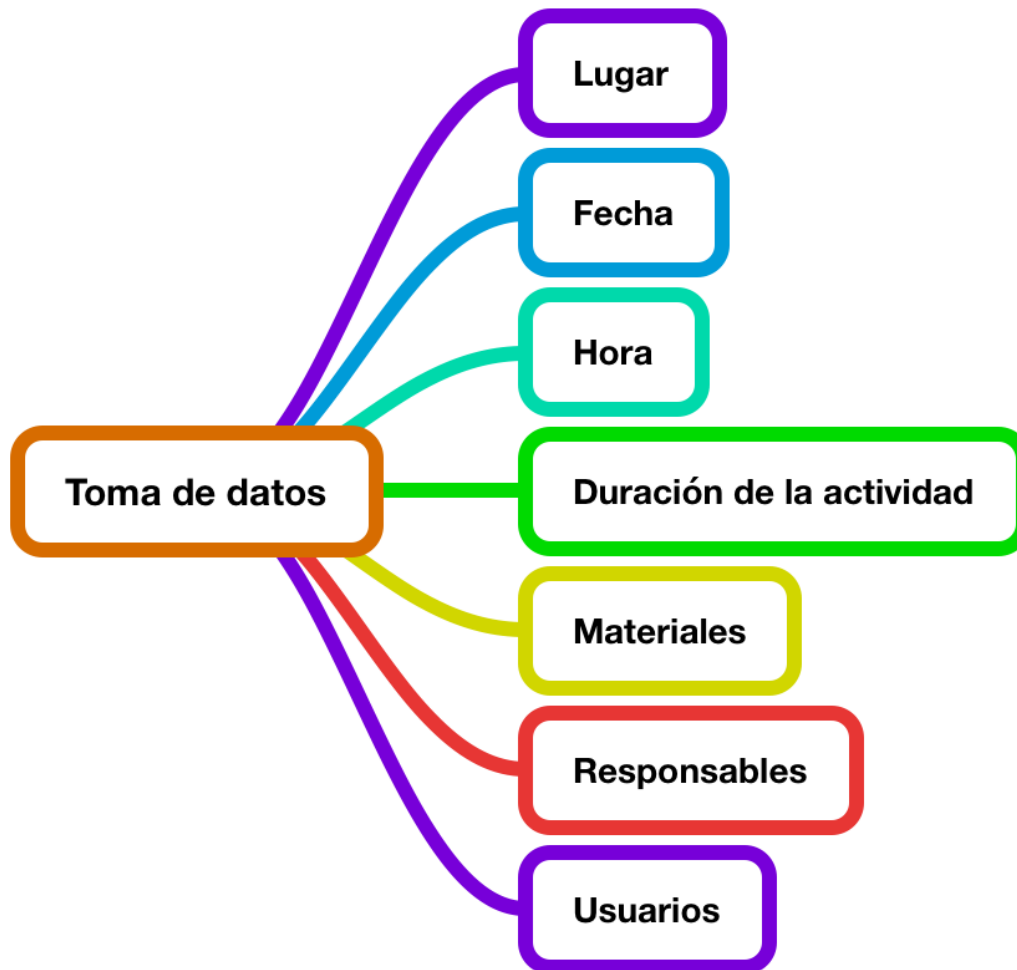 Lugar
Fecha
Hora
Toma de datos
Duración de la actividad
Materiales
Responsables
Usuarios